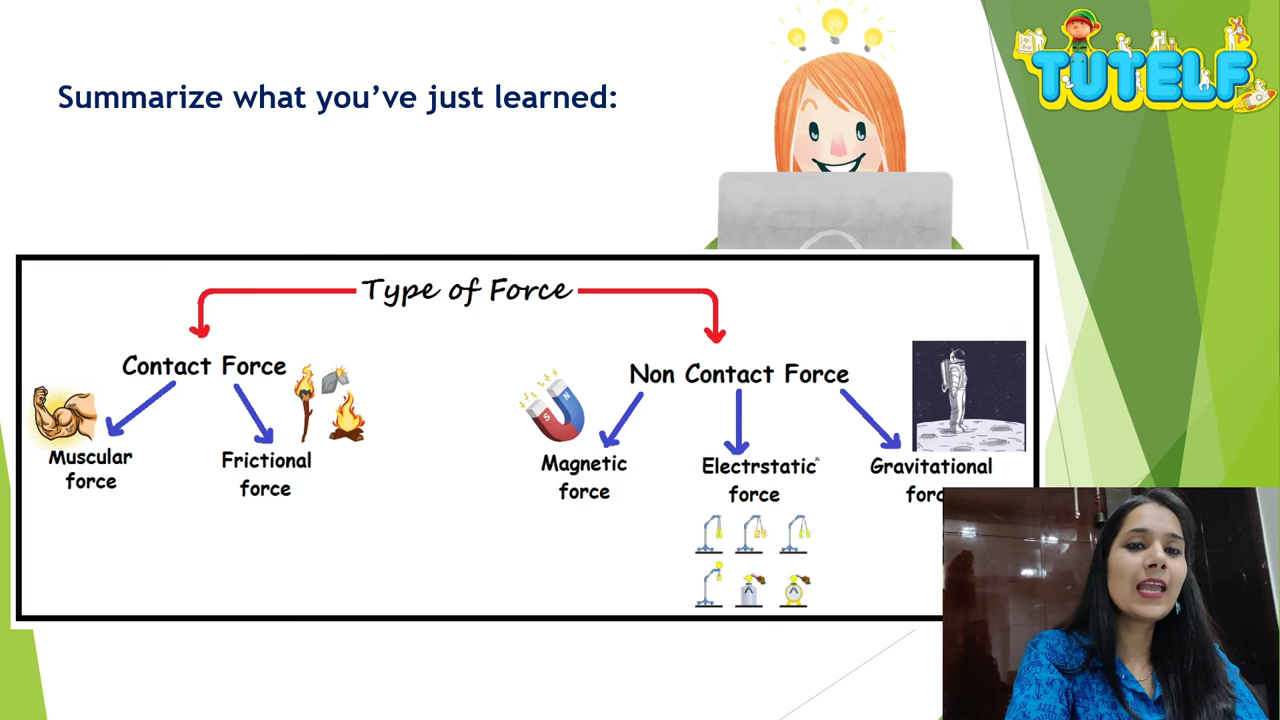 Summarize what you've just learned:
TUTELF
Type of Force
Contact Force
Non Contact Force
S
N
Muscular
force
Frictional
force
Magnetic
force
Electrstatic
force
Gravitational